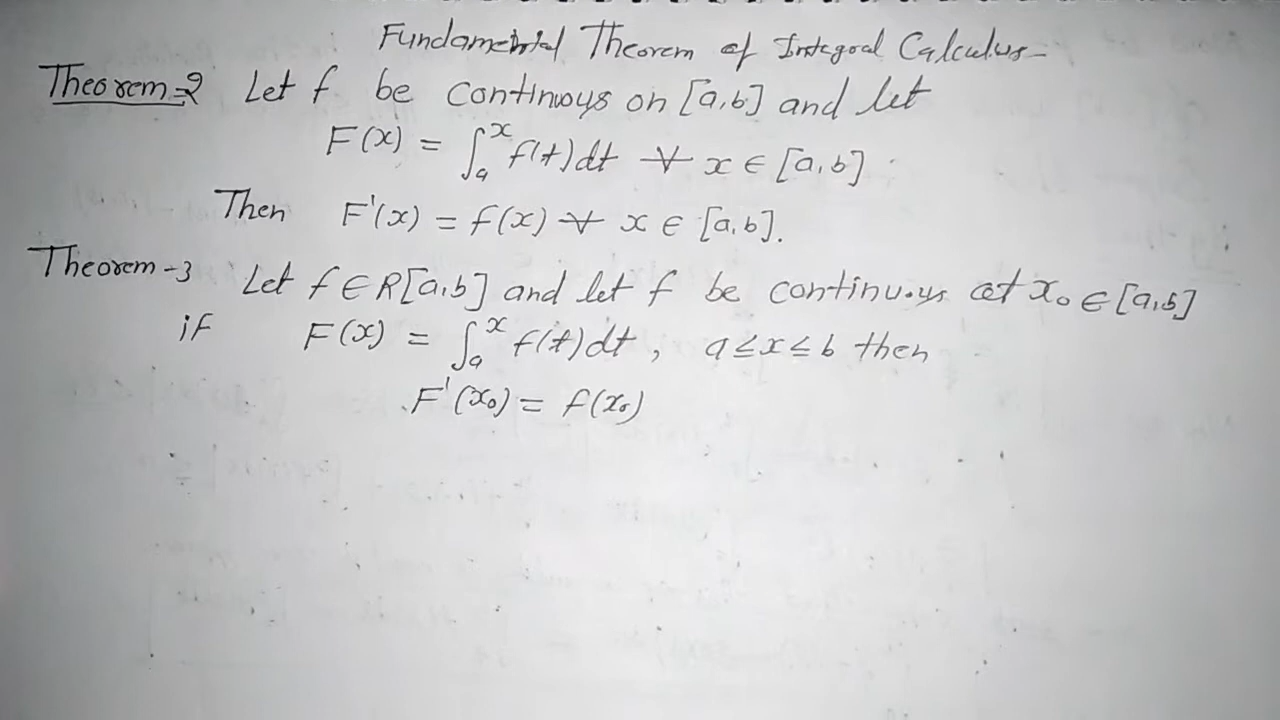 Fundamental Theorem of Integral Calculus-
Theorem-2 Let f be continuous on [a,b] and let
F(x) = ∫ₐˣ f(t)dt ∀ x ∈ [a,b].
Then F'(x) = f(x) ∀ x ∈ [a,b].
Theorem-3 Let f ∈ R[a,b] and let f be continuous at x₀ ∈ [a,b]
if F(x) = ∫ₐˣ f(t)dt, a≤x≤b then
F'(x₀) = f(x₀)